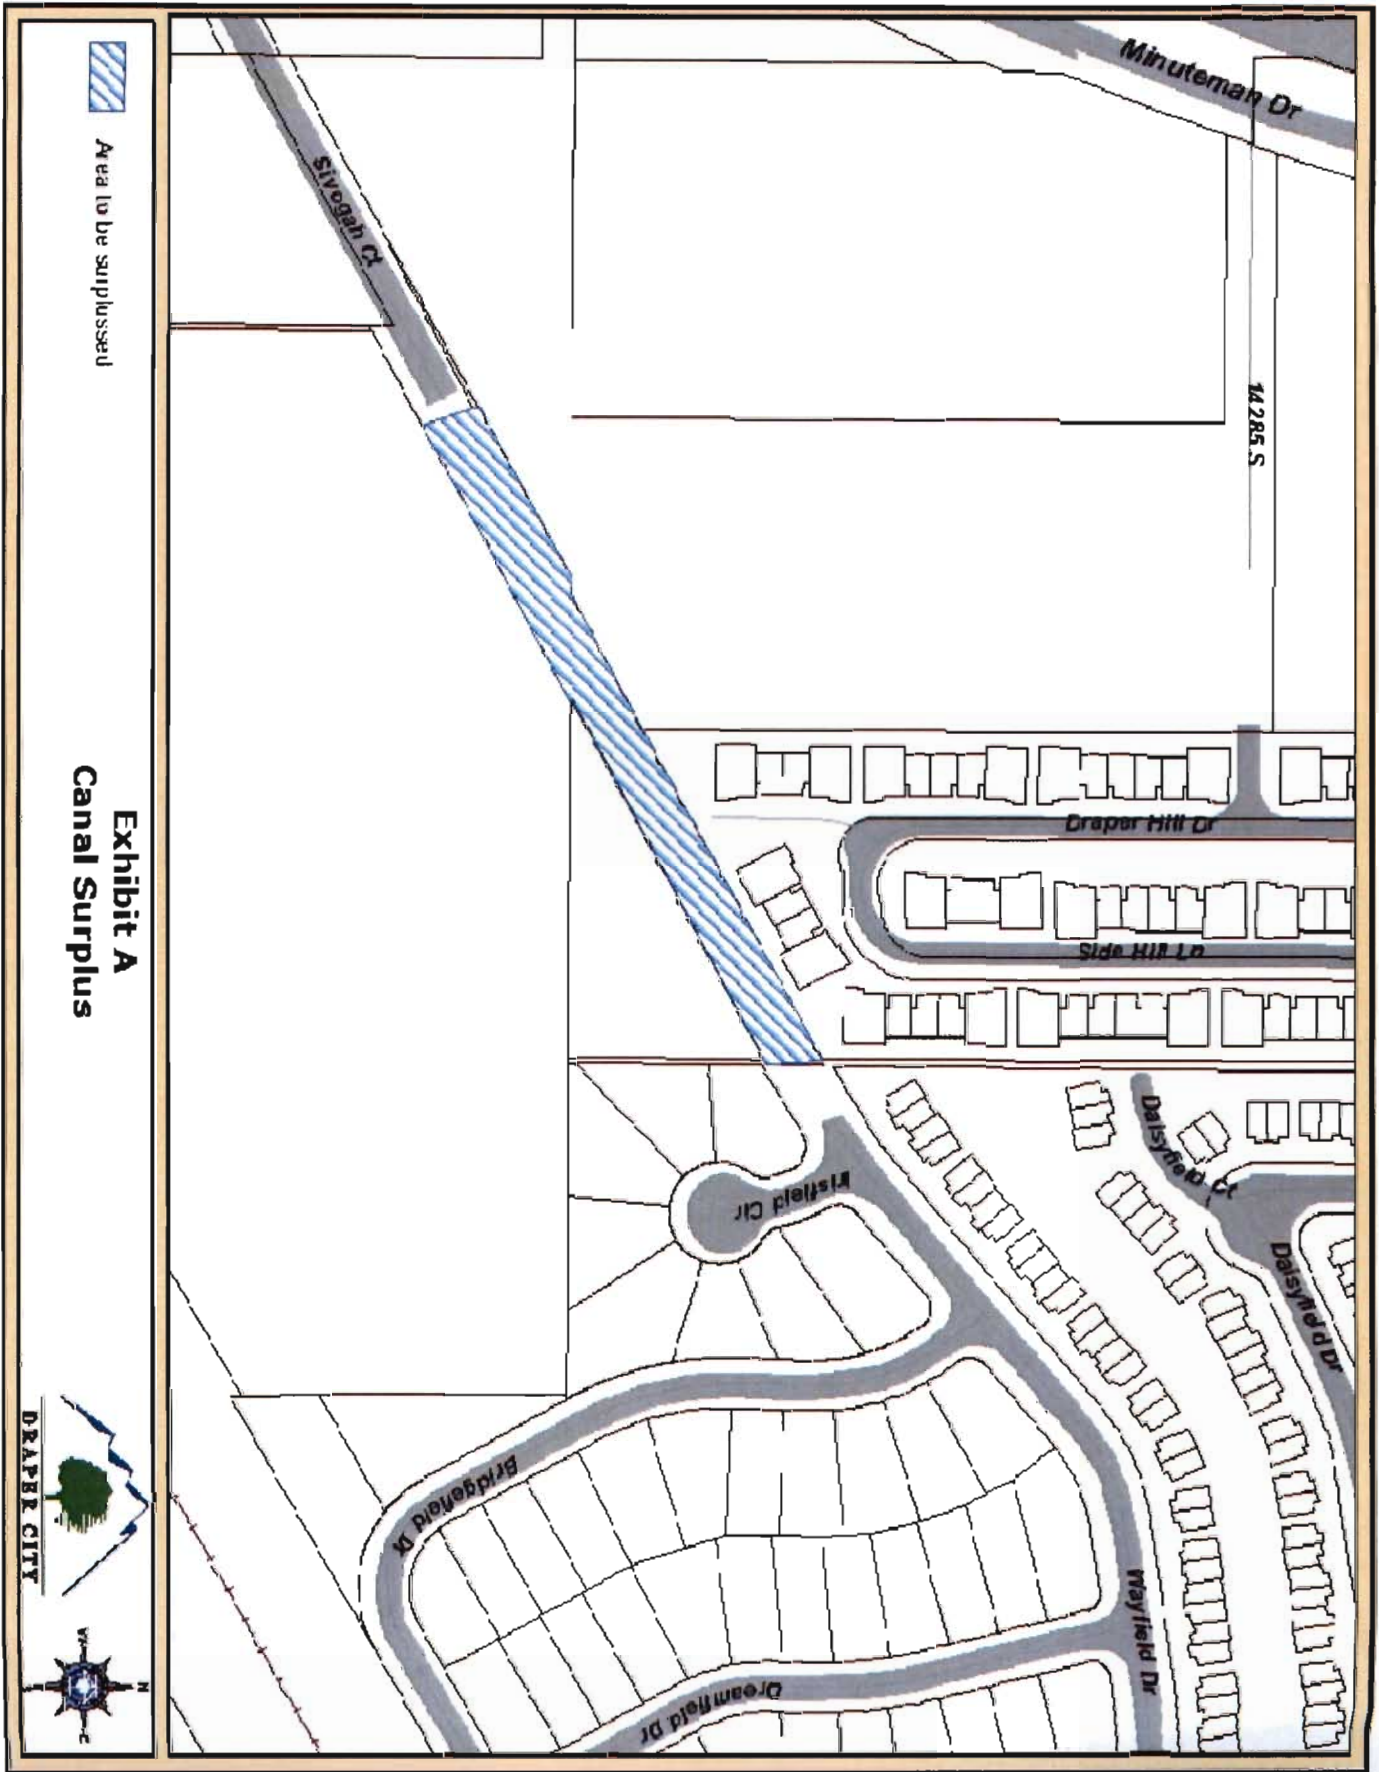 Minuteman Dr
Sivogah Ct
14285 S
Draper Hill Dr
Side Hill Ln
Daisyfield Ct
Daisyfield Dr
Irisfield Cir
Bridgefield Dr
Wayfield Dr
Dreamfield Dr
Area to be surplussed
Exhibit A
Canal Surplus
DRAPER CITY
N
W
E
S